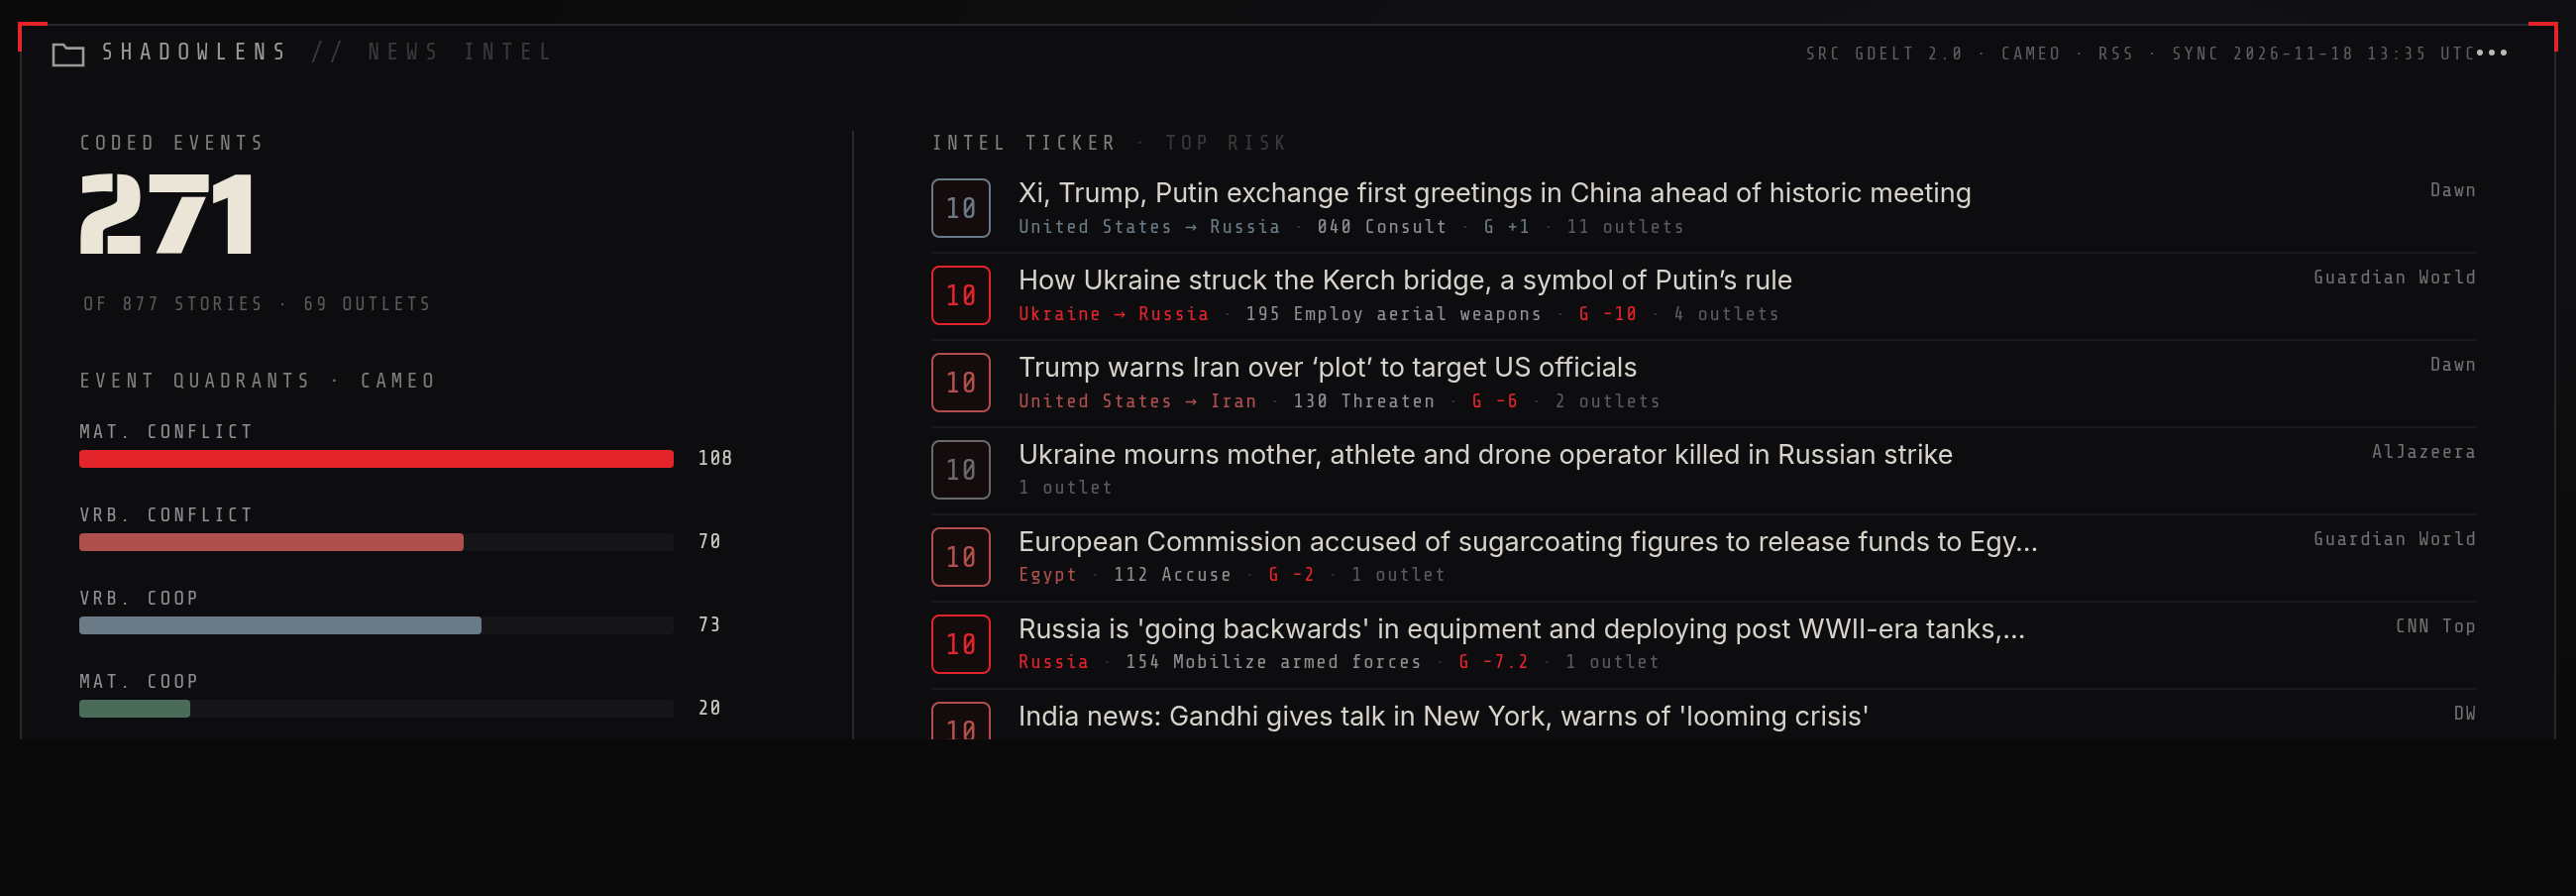 SHADOWLENS // NEWS INTEL
SRC GDELT 2.0 · CAMEO · RSS · SYNC 2026-11-18 13:35 UTC•••
CODED EVENTS
271
OF 877 STORIES · 69 OUTLETS
EVENT QUADRANTS · CAMEO
MAT. CONFLICT
108
VRB. CONFLICT
70
VRB. COOP
73
MAT. COOP
20
INTEL TICKER · TOP RISK
10 Xi, Trump, Putin exchange first greetings in China ahead of historic meeting Dawn
United States → Russia · 040 Consult · G +1 · 11 outlets
10 How Ukraine struck the Kerch bridge, a symbol of Putin’s rule Guardian World
Ukraine → Russia · 195 Employ aerial weapons · G -10 · 4 outlets
10 Trump warns Iran over ‘plot’ to target US officials Dawn
United States → Iran · 130 Threaten · G -6 · 2 outlets
10 Ukraine mourns mother, athlete and drone operator killed in Russian strike AlJazeera
1 outlet
10 European Commission accused of sugarcoating figures to release funds to Egy... Guardian World
Egypt · 112 Accuse · G -2 · 1 outlet
10 Russia is 'going backwards' in equipment and deploying post WWII-era tanks,... CNN Top
Russia · 154 Mobilize armed forces · G -7.2 · 1 outlet
10 India news: Gandhi gives talk in New York, warns of 'looming crisis' DW